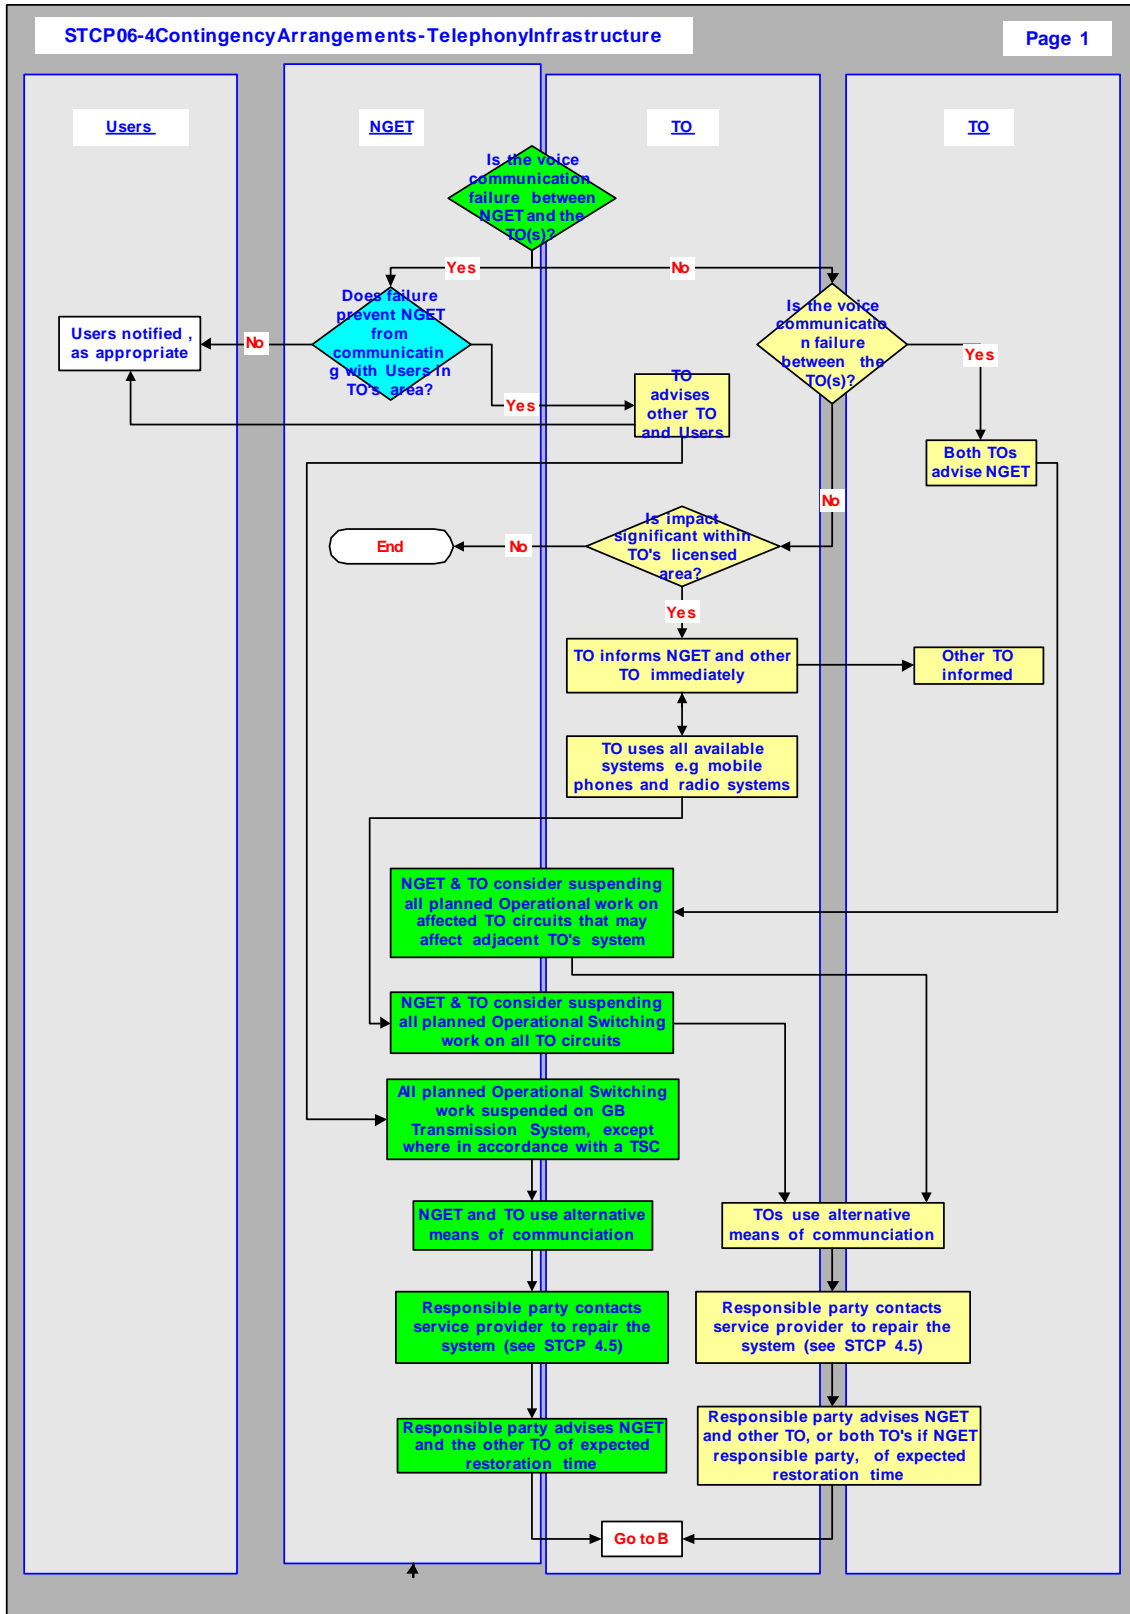 STCP06-4ContingencyArrangements-TelephonyInfrastructure
Page 1
Users
NGET
TO
TO
Is the voice
communication
failure between
NGET and the
TO(s)?
Yes
No
Does failure
prevent NGET
from
communicatin
g with Users in
TO's area?
Is the voice
communicatio
n failure
between the
TO(s)?
Users notified ,
as appropriate
No
Yes
Yes
TO
advises
other TO
and Users
Both TOs
advise NGET
No
Is impact
significant within
TO's licensed
area?
No
End
Yes
TO informs NGET and other
TO immediately
Other TO
informed
TO uses all available
systems e.g mobile
phones and radio systems
NGET & TO consider suspending
all planned Operational work on
affected TO circuits that may
affect adjacent TO's system
NGET & TO consider suspending
all planned Operational Switching
work on all TO circuits
All planned Operational Switching
work suspended on GB
Transmission System, except
where in accordance with a TSC
NGET and TO use alternative
means of communciation
TOs use alternative
means of communciation
Responsible party contacts
service provider to repair the
system (see STCP 4.5)
Responsible party contacts
service provider to repair the
system (see STCP 4.5)
Responsible party advises NGET
and the other TO of expected
restoration time
Responsible party advises NGET
and other TO, or both TO's if NGET
responsible party, of expected
restoration time
Go to B